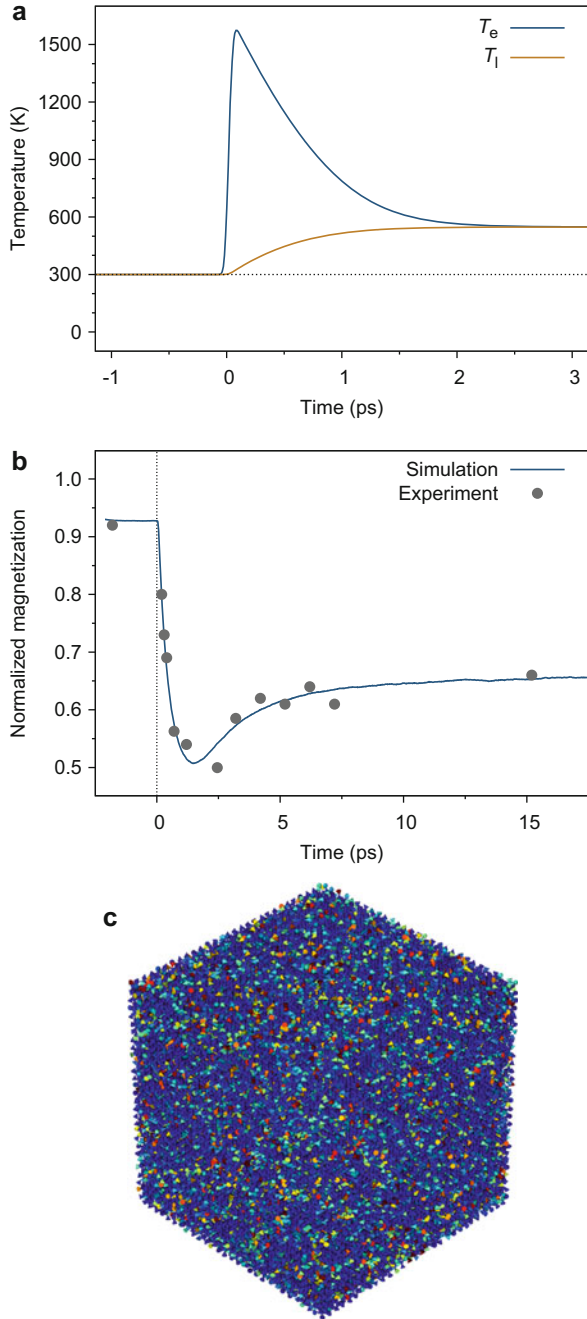 a
Temperature (K)
1500
1200
900
600
300
0
Te
Tl
-1
0
1
2
3
Time (ps)
b
Normalized magnetization
1.0
0.9
0.8
0.7
0.6
0.5
Simulation
Experiment
0
5
10
15
Time (ps)
c